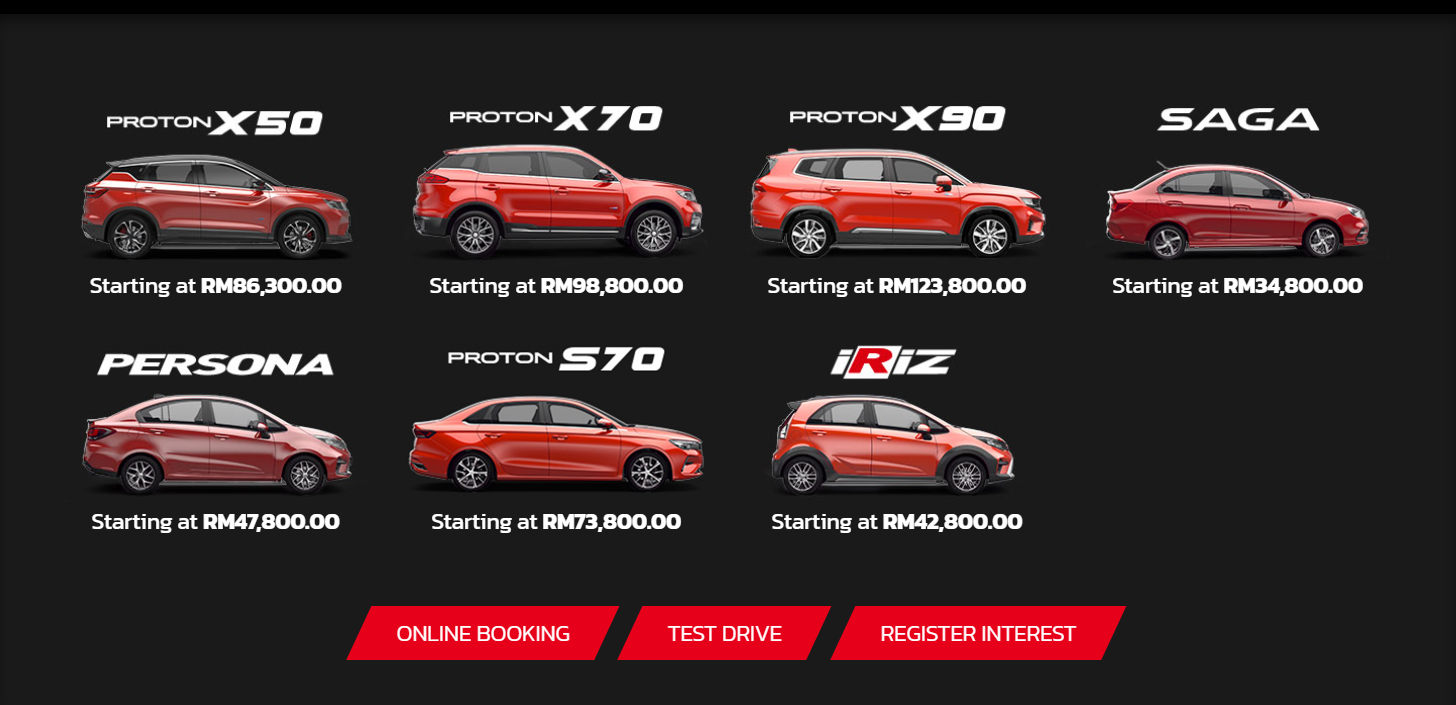 PROTON X50
PROTON X70
PROTON X90
SAGA
Starting at RM86,300.00
Starting at RM98,800.00
Starting at RM123,800.00
Starting at RM34,800.00
PERSONA
PROTON S70
iRiZ
Starting at RM47,800.00
Starting at RM73,800.00
Starting at RM42,800.00
ONLINE BOOKING
TEST DRIVE
REGISTER INTEREST